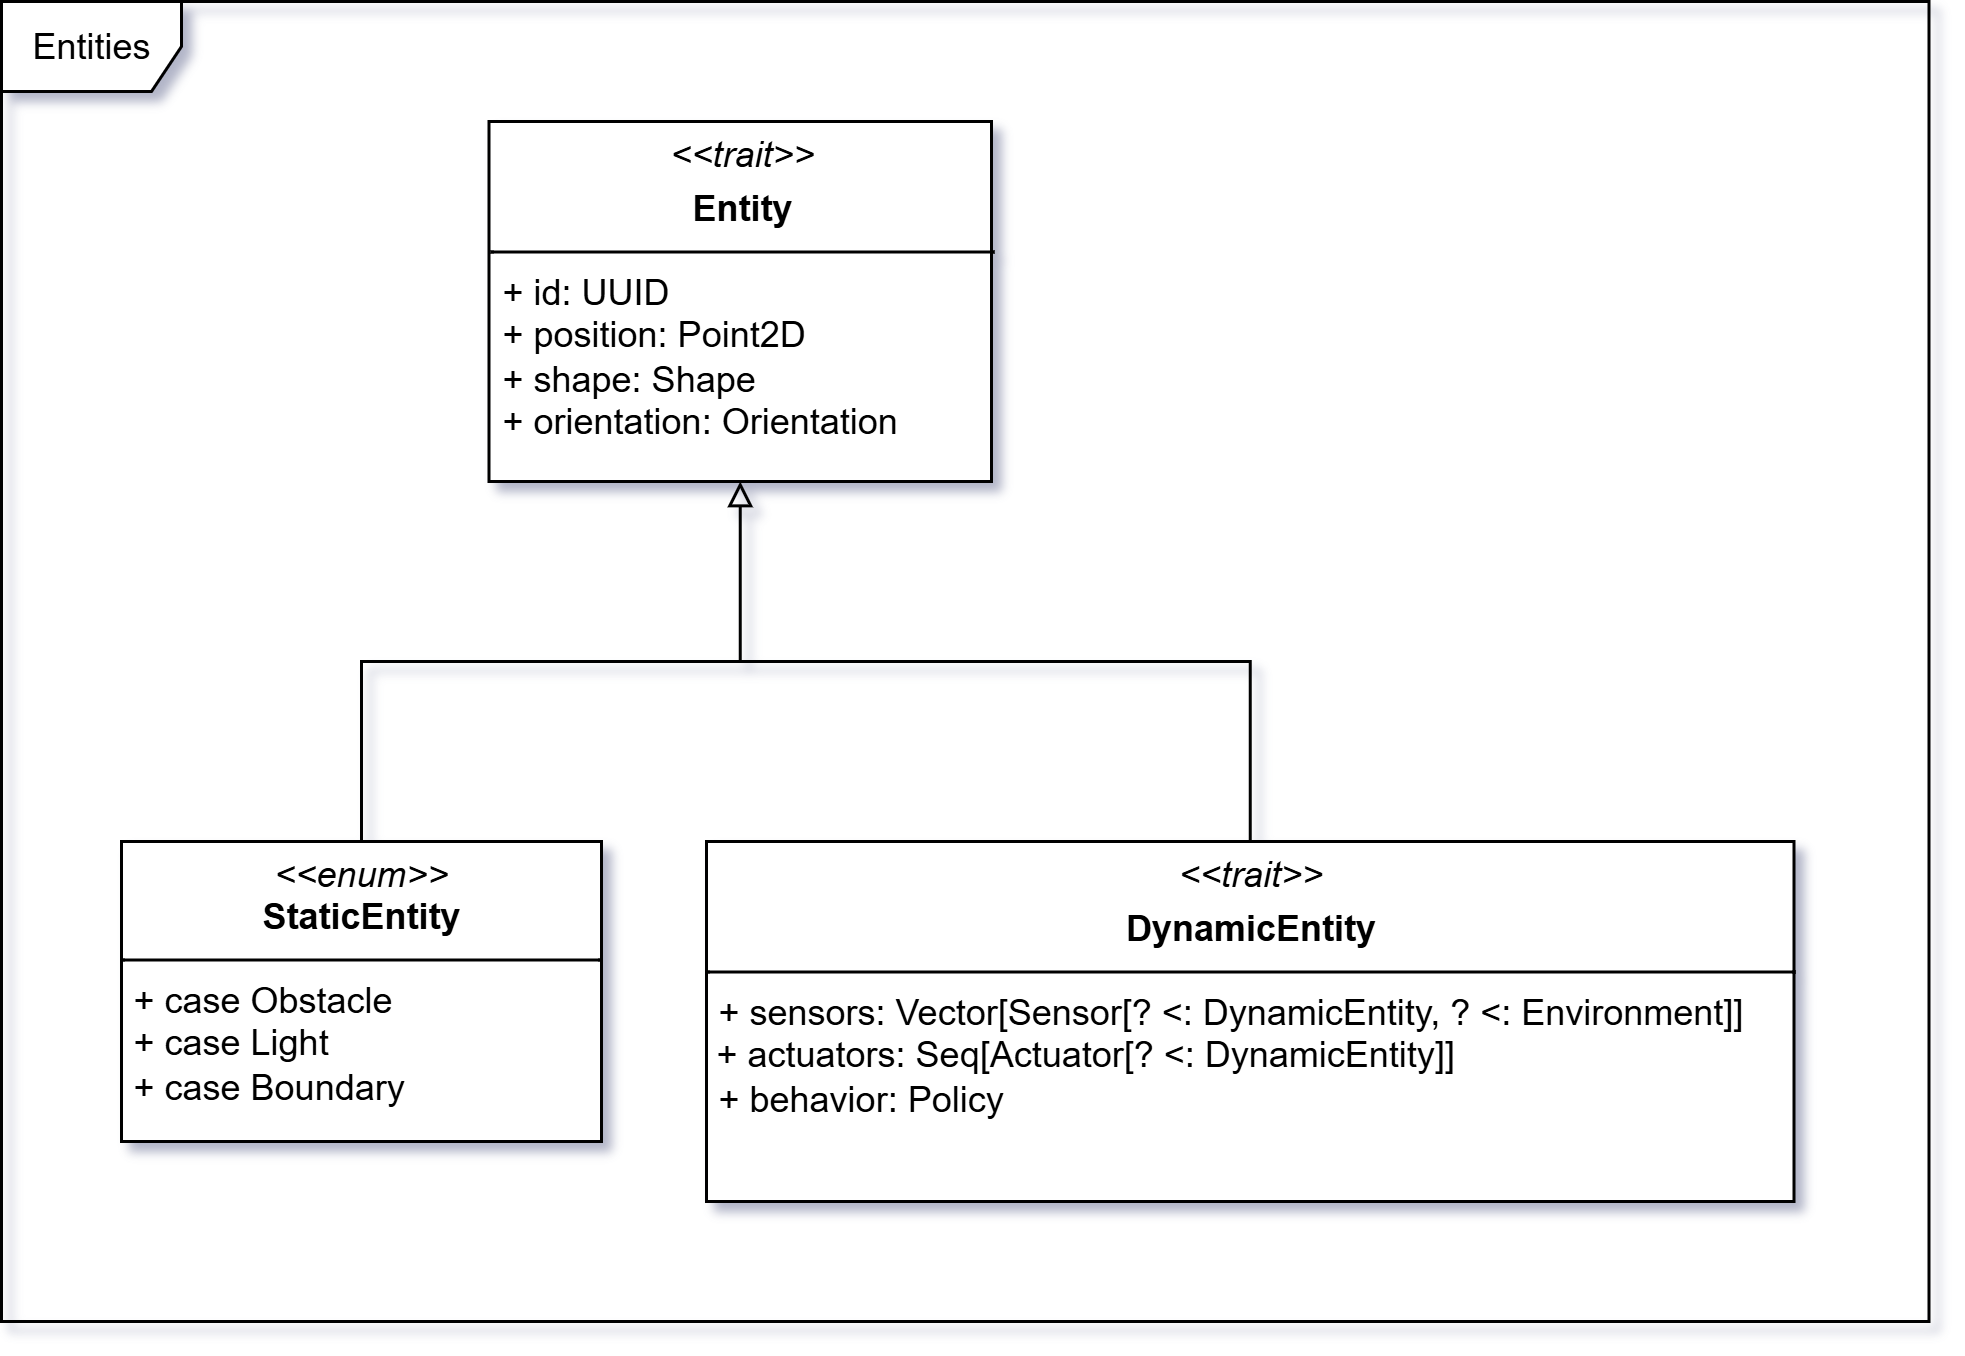 Entities
<<trait>>
Entity
+ id: UUID
+ position: Point2D
+ shape: Shape
+ orientation: Orientation
<<enum>>
StaticEntity
+ case Obstacle
+ case Light
+ case Boundary
<<trait>>
DynamicEntity
+ sensors: Vector[Sensor[? <: DynamicEntity, ? <: Environment]]
+ actuators: Seq[Actuator[? <: DynamicEntity]]
+ behavior: Policy